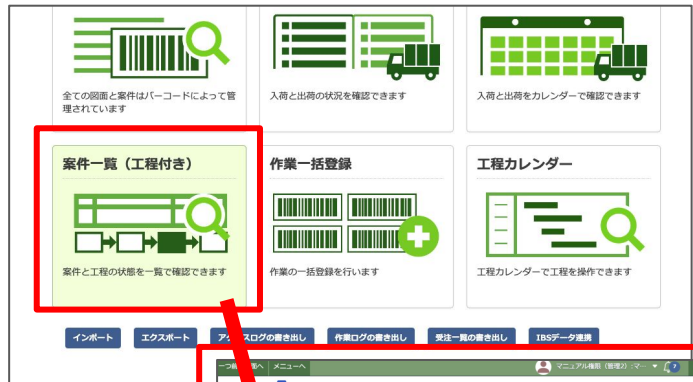 全ての図面と案件はバーコードによって管
理されています
入荷と出荷の状況を確認できます
入荷と出荷をカレンダーで確認できます
案件一覧（工程付き）
作業一括登録
工程カレンダー
案件と工程の状態を一覧で確認できます
作業の一括登録を行います
工程カレンダーで工程を操作できます
インポート
エクスポート
スログの書き出し
作業ログの書き出し
受注一覧の書き出し
IBSデータ連携
メニューへ
マニュアル権限（管理2）:マ…